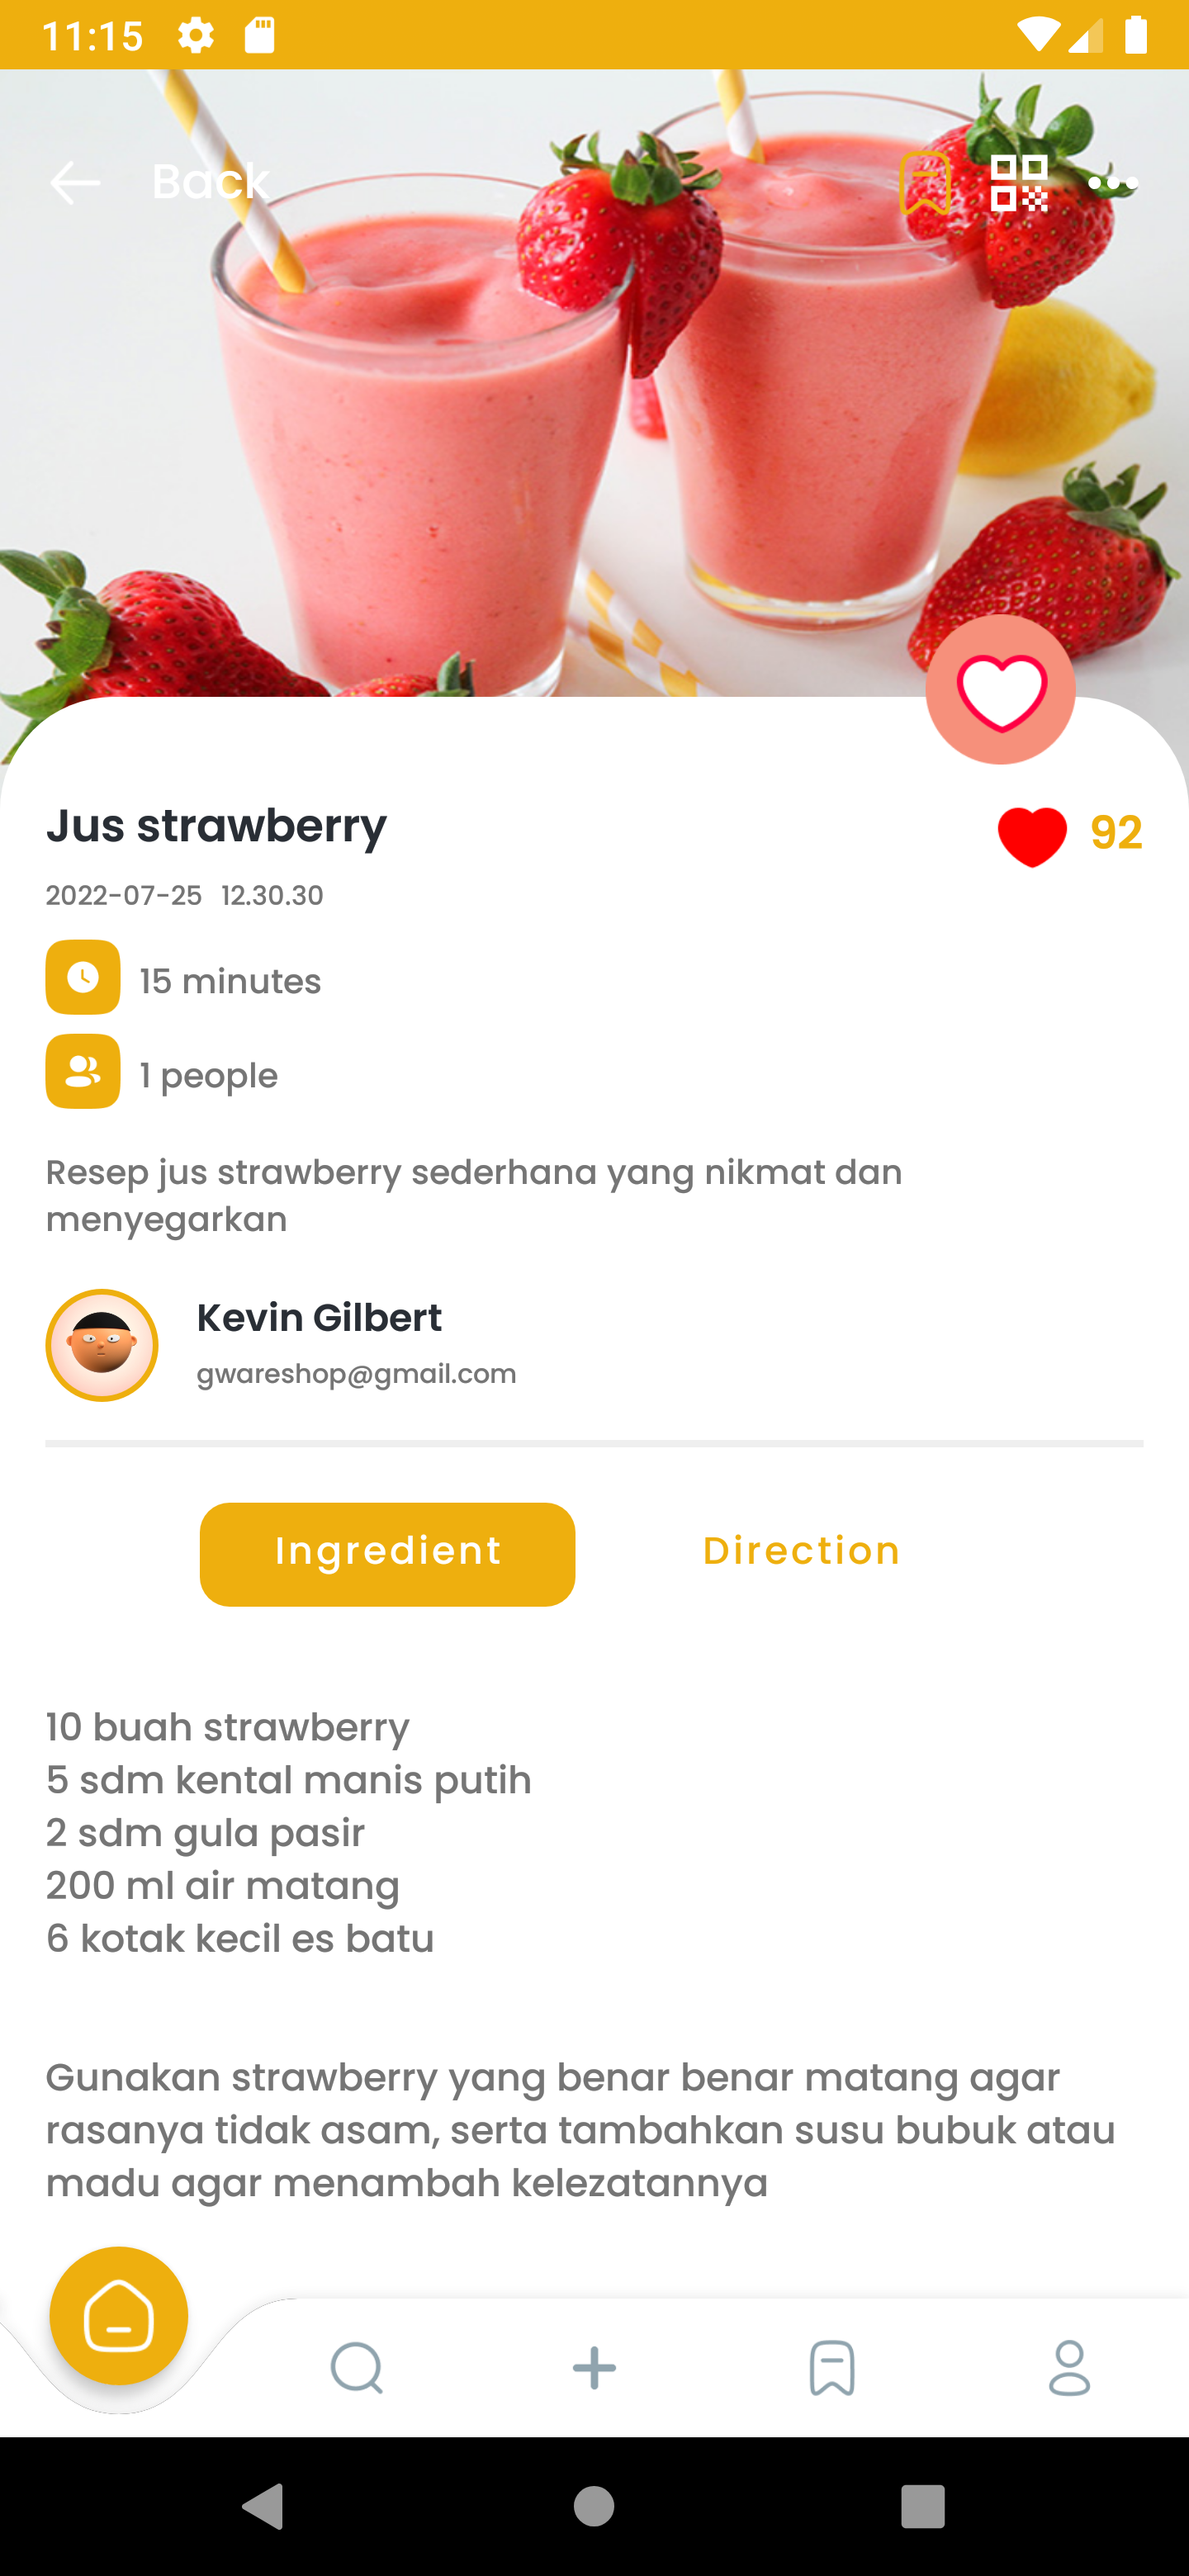 11:15
Back
Jus strawberry
92
2022-07-25 12.30.30
15 minutes
1 people
Resep jus strawberry sederhana yang nikmat dan
menyegarkan
Kevin Gilbert
gwareshop@gmail.com
Ingredient
Direction
10 buah strawberry
5 sdm kental manis putih
2 sdm gula pasir
200 ml air matang
6 kotak kecil es batu
Gunakan strawberry yang benar benar matang agar
rasanya tidak asam, serta tambahkan susu bubuk atau
madu agar menambah kelezatannya